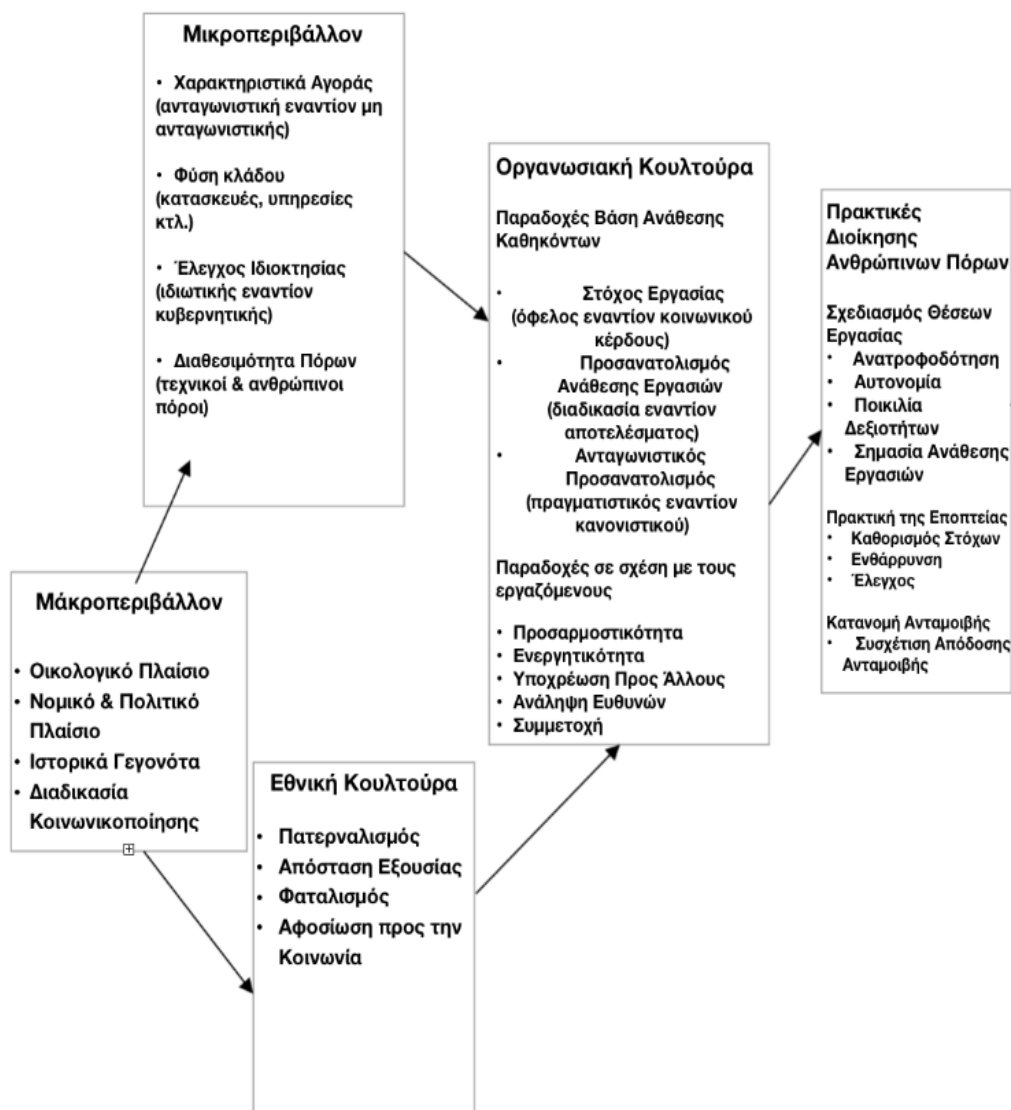 Μικροπεριβάλλον
• Χαρακτηριστικά Αγοράς
(ανταγωνιστική εναντίον μη
ανταγωνιστικής)
• Φύση κλάδου
(κατασκευές, υπηρεσίες
κτλ.)
• Έλεγχος Ιδιοκτησίας
(ιδιωτικής εναντίον
κυβερνητικής)
• Διαθεσιμότητα Πόρων
(τεχνικοί & ανθρώπινοι
πόροι)
Μάκροπεριβάλλον
• Οικολογικό Πλαίσιο
• Νομικό & Πολιτικό
Πλαίσιο
• Ιστορικά Γεγονότα
• Διαδικασία
Κοινωνικοποίησης
Εθνική Κουλτούρα
• Πατερναλισμός
• Απόσταση Εξουσίας
• Φαταλισμός
• Αφοσίωση προς την
Κοινωνία
Οργανωσιακή Κουλτούρα
Παραδοχές Βάση Ανάθεσης
Καθηκόντων
• Στόχος Εργασίας
(όφελος εναντίον κοινωνικού
κέρδους)
• Προσανατολισμός
Ανάθεσης Εργασιών
(διαδικασία εναντίον
αποτελέσματος)
• Ανταγωνιστικός
Προσανατολισμός
(πραγματιστικός εναντίον
κανονιστικού)
Παραδοχές σε σχέση με τους
εργαζόμενους
• Προσαρμοστικότητα
• Ενεργητικότητα
• Υποχρέωση Προς Άλλους
• Ανάληψη Ευθυνών
• Συμμετοχή
Πρακτικές
Διοίκησης
Ανθρώπινων Πόρων
Σχεδιασμός Θέσεων
Εργασίας
• Ανατροφοδότηση
• Αυτονομία
• Ποικιλία
Δεξιοτήτων
• Σημασία Ανάθεσης
Εργασιών
Πρακτική της Εποπτείας
• Καθορισμός Στόχων
• Ενθάρρυνση
• Έλεγχος
Κατανομή Ανταμοιβής
• Συσχέτιση Απόδοσης
Ανταμοιβής